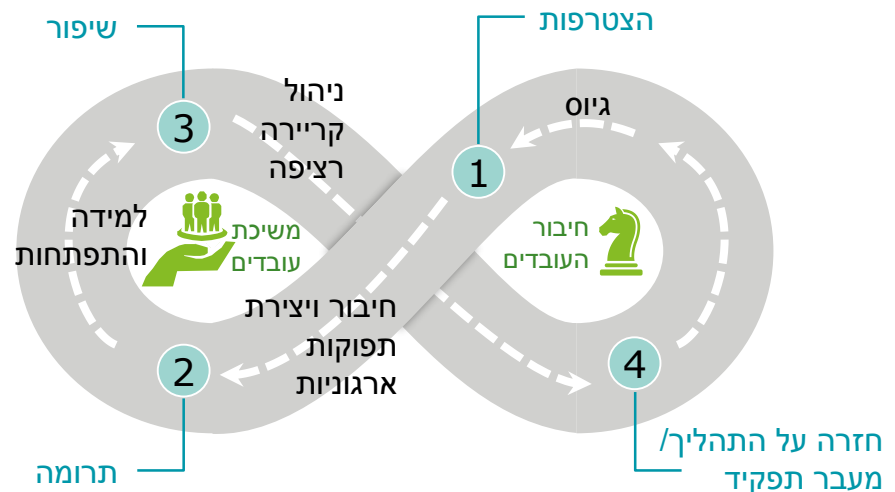 הצטרפות
שיפור
ניהול
קריירה
רציפה
גיוס
3
1
למידה
והתפתחות
משיכת
עובדים
חיבור
העובדים
חיבור ויצירת
תפוקות
ארגוניות
2
4
תרומה
חזרה על התהליך/
מעבר תפקיד